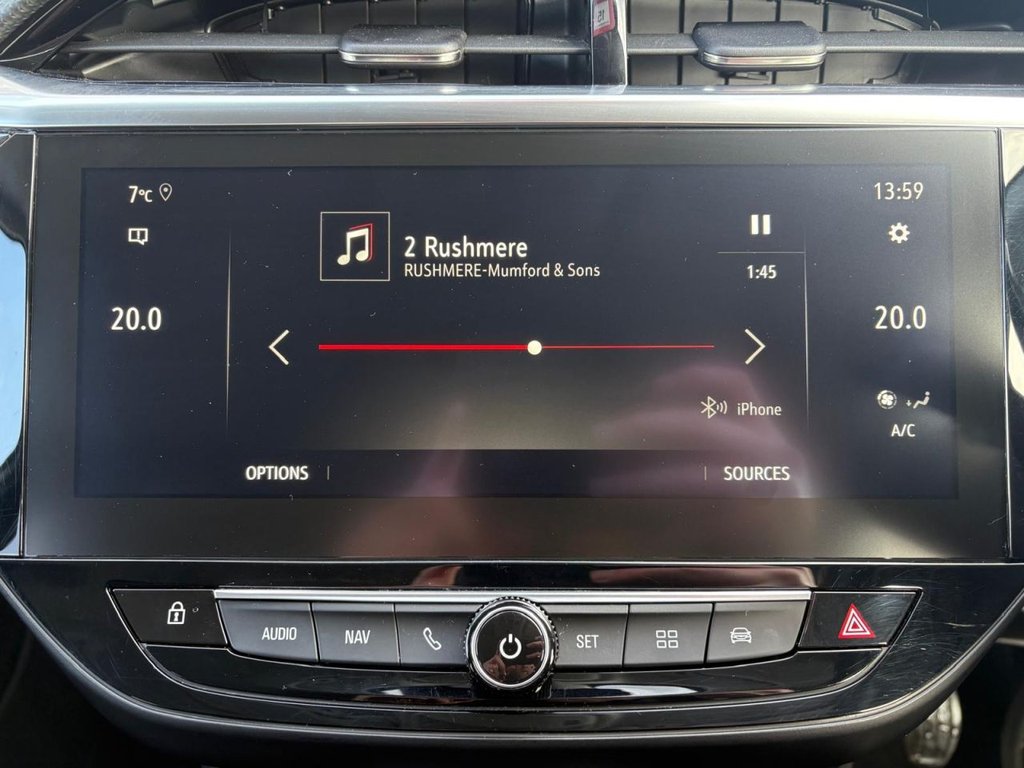 7°C
13:59
2 Rushmere
RUSHMERE-Mumford & Sons
1:45
20.0
20.0
iPhone
A/C
OPTIONS
SOURCES
AUDIO
NAV
SET